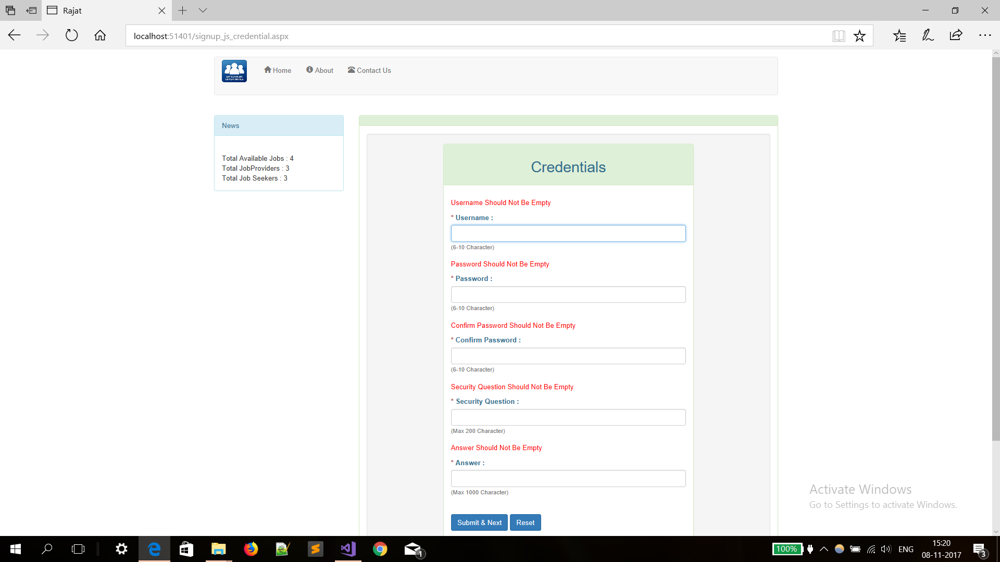 Rajat
localhost:51401/signup_js_credential.aspx
EMPLOYMENT
OPPORTUNITIES
Home
About
Contact Us
News
Total Available Jobs : 4
Total JobProviders : 3
Total Job Seekers : 3
Credentials
Username Should Not Be Empty
* Username :
(6-10 Character)
Password Should Not Be Empty
* Password :
(6-10 Character)
Confirm Password Should Not Be Empty
* Confirm Password :
(6-10 Character)
Security Question Should Not Be Empty
* Security Question :
(Max 200 Character)
Answer Should Not Be Empty
* Answer :
(Max 1000 Character)
Submit & Next
Reset
Activate Windows
Go to Settings to activate Windows.
1
100%
ENG
15:20
08-11-2017
3